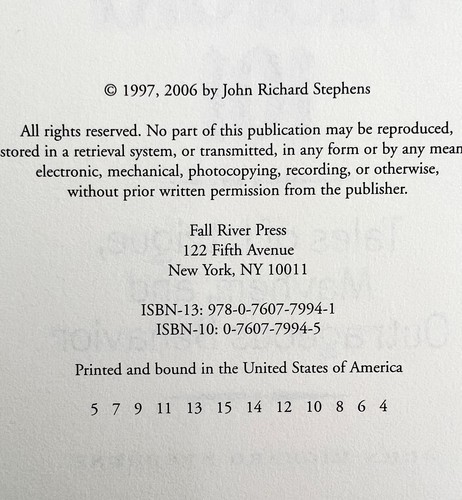 © 1997, 2006 by John Richard Stephens
All rights reserved. No part of this publication may be reproduced,
stored in a retrieval system, or transmitted, in any form or by any mean
electronic, mechanical, photocopying, recording, or otherwise,
without prior written permission from the publisher.
Fall River Press
122 Fifth Avenue
New York, NY 10011
ISBN-13: 978-0-7607-7994-1
ISBN-10: 0-7607-7994-5
Printed and bound in the United States of America
5 7 9 11 13 15 14 12 10 8 6 4